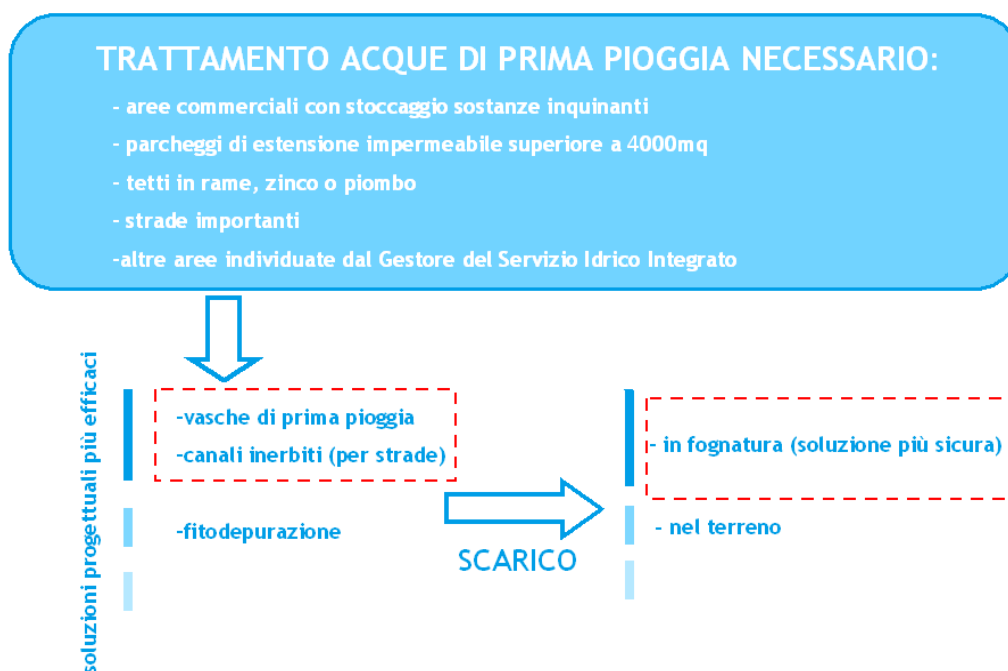 TRATTAMENTO ACQUE DI PRIMA PIOGGIA NECESSARIO:
- aree commerciali con stoccaggio sostanze inquinanti
- parcheggi di estensione impermeabile superiore a 4000mq
- tetti in rame, zinco o piombo
- strade importanti
-altre aree individuate dal Gestore del Servizio Idrico Integrato
soluzioni progettuali più efficaci
-vasche di prima pioggia
-canali inerbiti (per strade)
-fitodepurazione
SCARICO
- in fognatura (soluzione più sicura)
- nel terreno